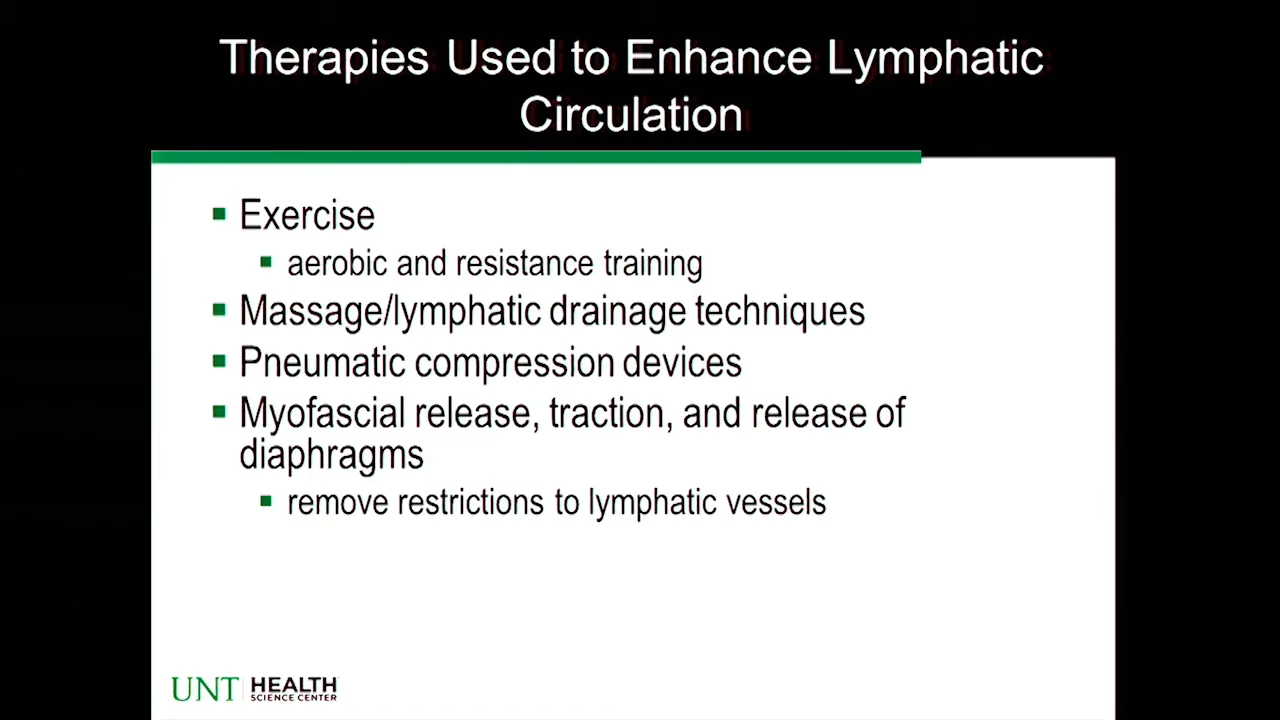 Therapies Used to Enhance Lymphatic
Circulation
Exercise
aerobic and resistance training
Massage/lymphatic drainage techniques
Pneumatic compression devices
Myofascial release, traction, and release of
diaphragms
remove restrictions to lymphatic vessels
UNT HEALTH
SCIENCE CENTER